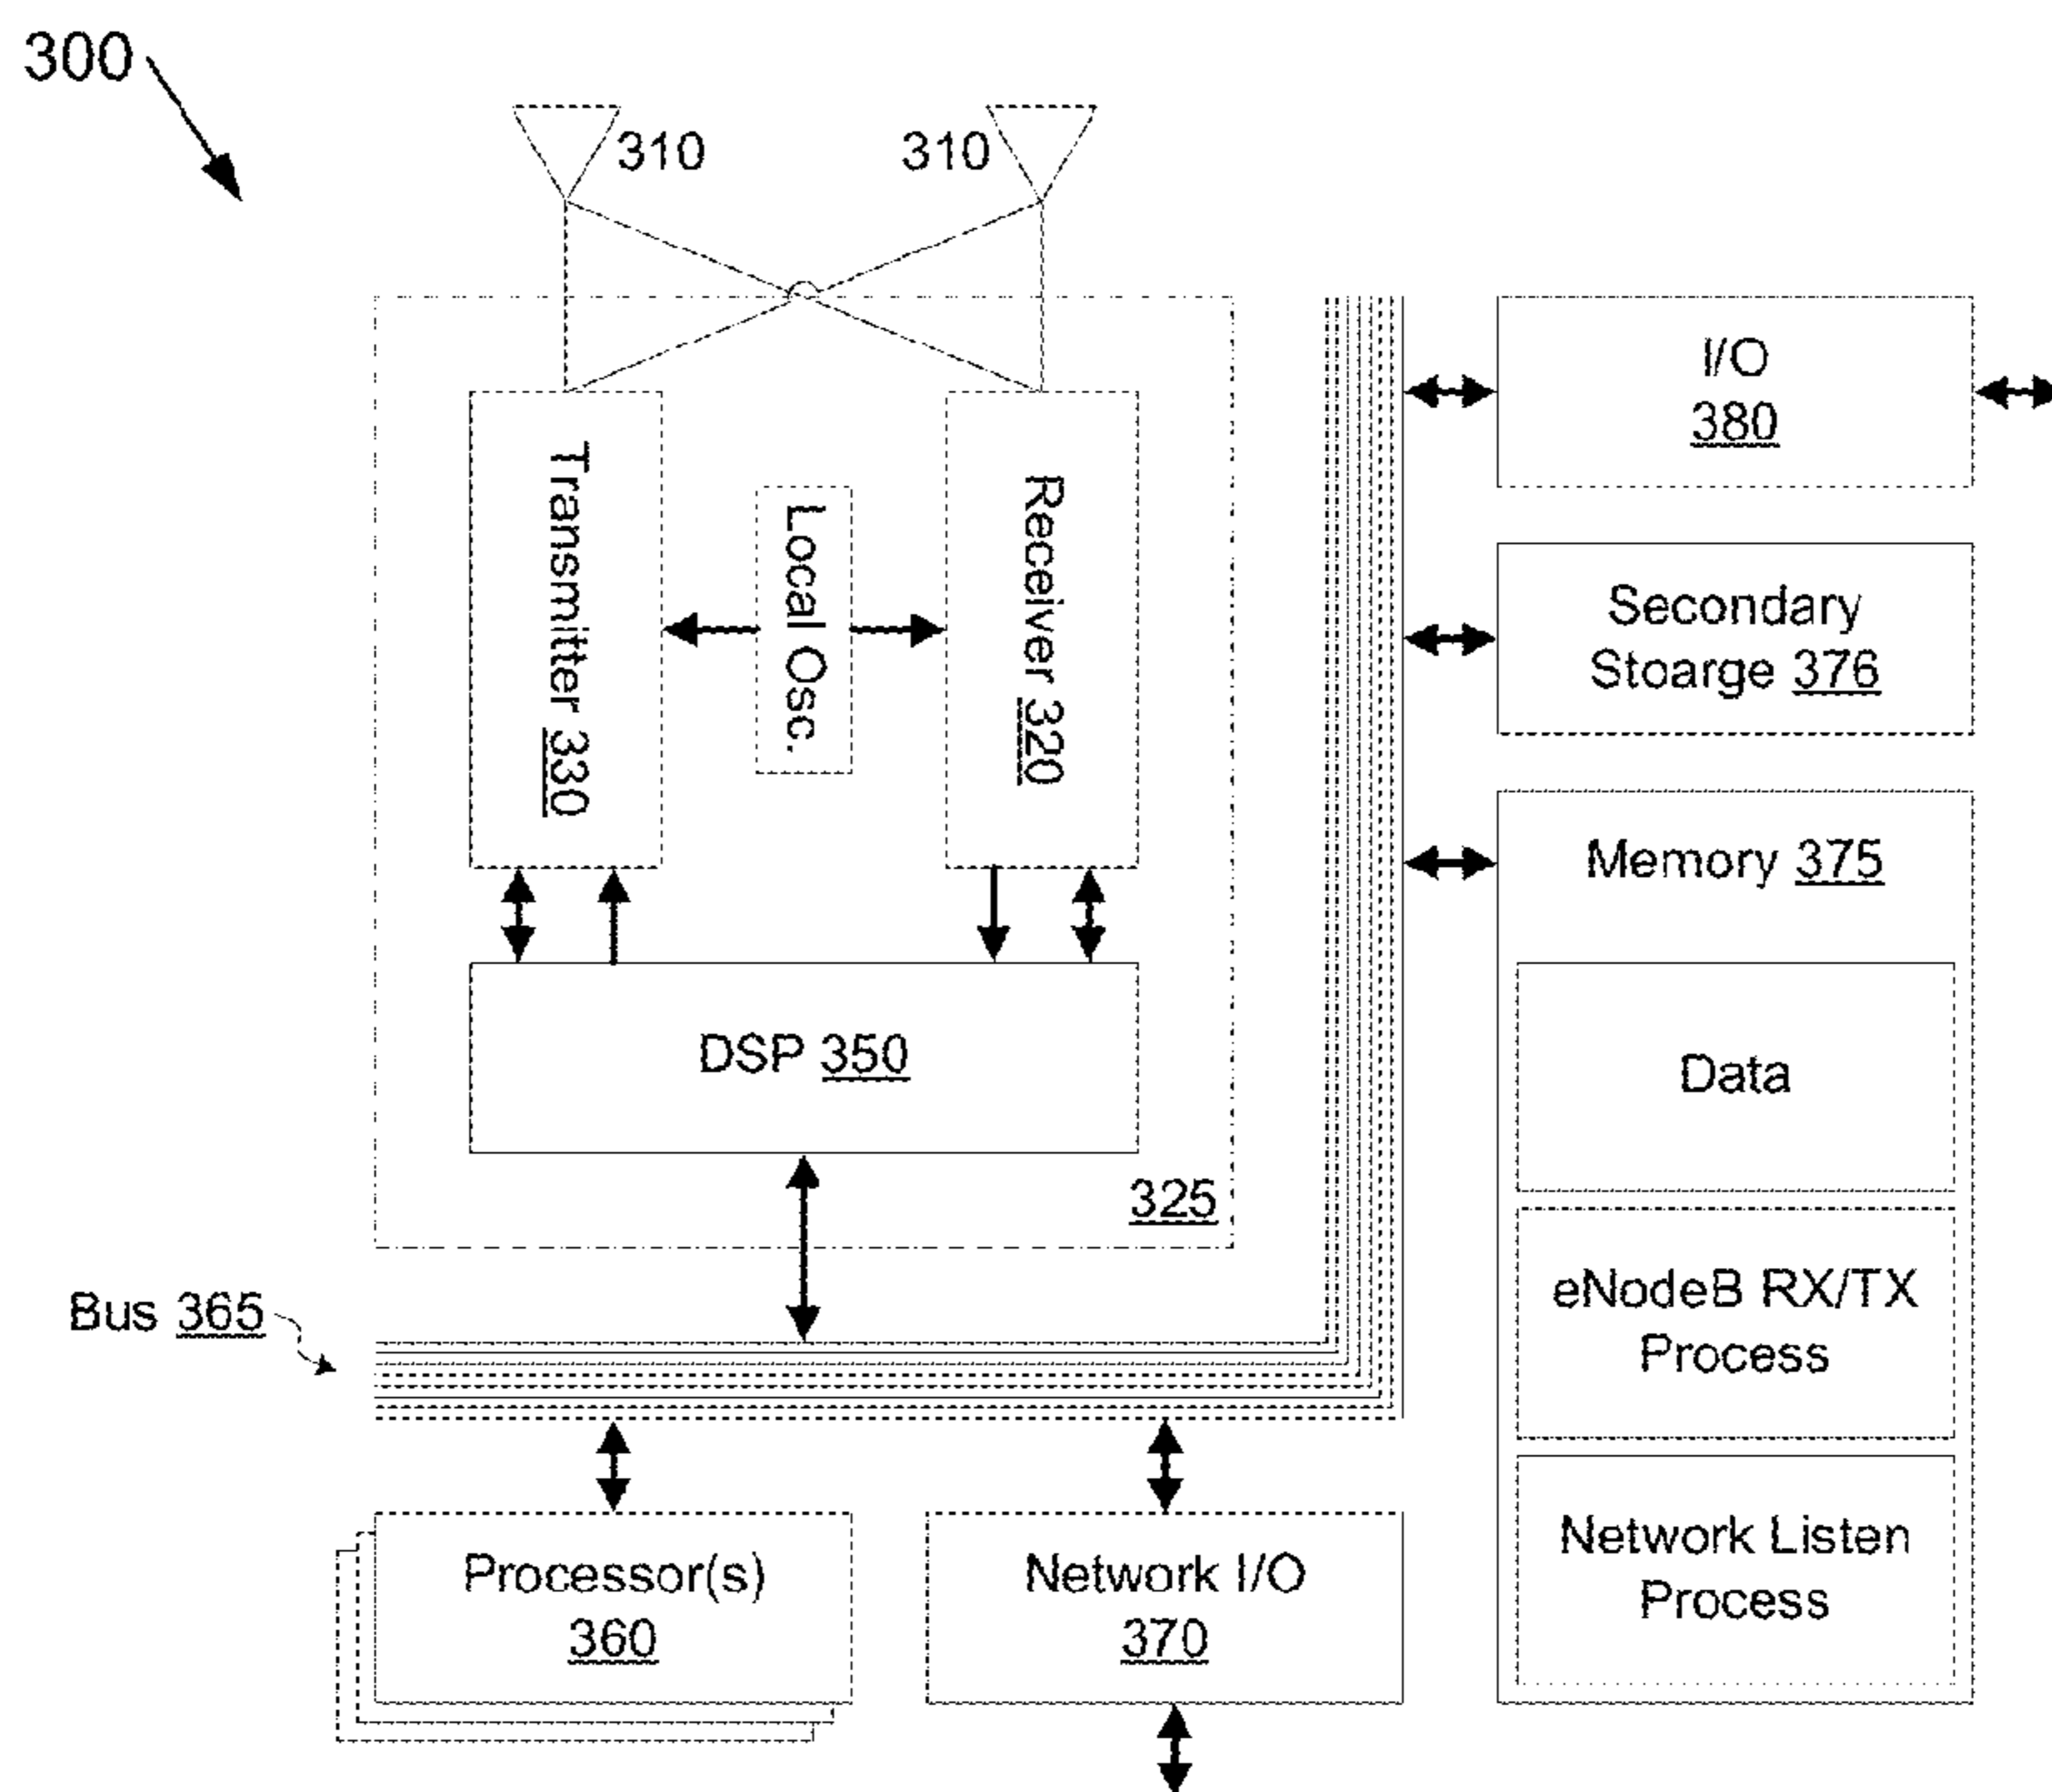 300
310
310
I/O
380
Transmitter 330
Local Osc.
Receiver 320
Secondary
Stoarge 376
Memory 375
DSP 350
Data
325
Bus 365
eNodeB RX/TX
Process
Processor(s)
360
Network I/O
370
Network Listen
Process